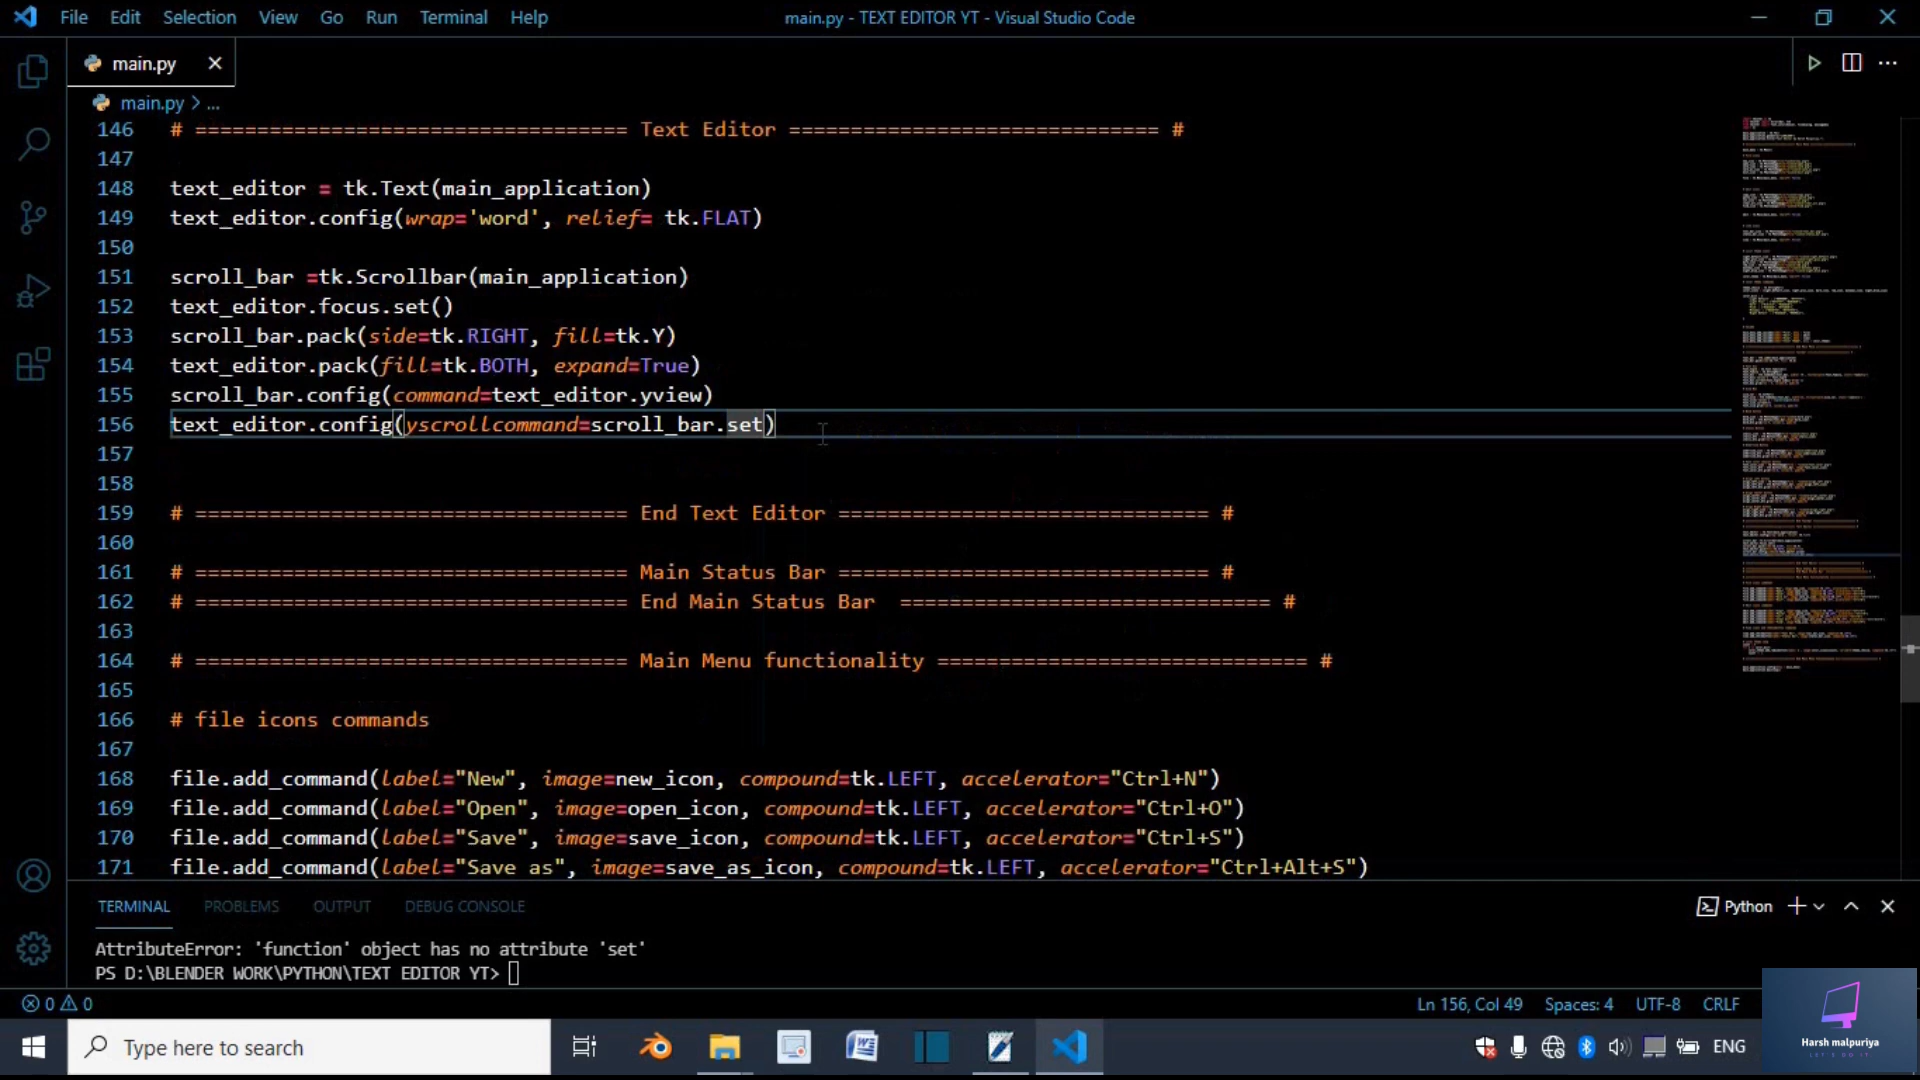 File Edit Selection View Go Run Terminal Help main.py - TEXT EDITOR YT - Visual Studio Code
main.py
main.py > ...
146 # =================================== Text Editor ============================== #
147
148 text_editor = tk.Text(main_application)
149 text_editor.config(wrap='word', relief= tk.FLAT)
150
151 scroll_bar =tk.Scrollbar(main_application)
152 text_editor.focus.set()
153 scroll_bar.pack(side=tk.RIGHT, fill=tk.Y)
154 text_editor.pack(fill=tk.BOTH, expand=True)
155 scroll_bar.config(command=text_editor.yview)
156 text_editor.config(yscrollcommand=scroll_bar.set)
157
158
159 # =================================== End Text Editor ============================== #
160
161 # =================================== Main Status Bar ============================== #
162 # =================================== End Main Status Bar  ============================== #
163
164 # =================================== Main Menu functionality ============================== #
165
166 # file icons commands
167
168 file.add_command(label="New", image=new_icon, compound=tk.LEFT, accelerator="Ctrl+N")
169 file.add_command(label="Open", image=open_icon, compound=tk.LEFT, accelerator="Ctrl+O")
170 file.add_command(label="Save", image=save_icon, compound=tk.LEFT, accelerator="Ctrl+S")
171 file.add_command(label="Save as", image=save_as_icon, compound=tk.LEFT, accelerator="Ctrl+Alt+S")
TERMINAL PROBLEMS OUTPUT DEBUG CONSOLE Python
AttributeError: 'function' object has no attribute 'set'
PS D:\BLENDER WORK\PYTHON\TEXT EDITOR YT>
0 0 Ln 156, Col 49 Spaces: 4 UTF-8 CRLF
Type here to search ENG
Harsh malpuriya
LET'S DO IT